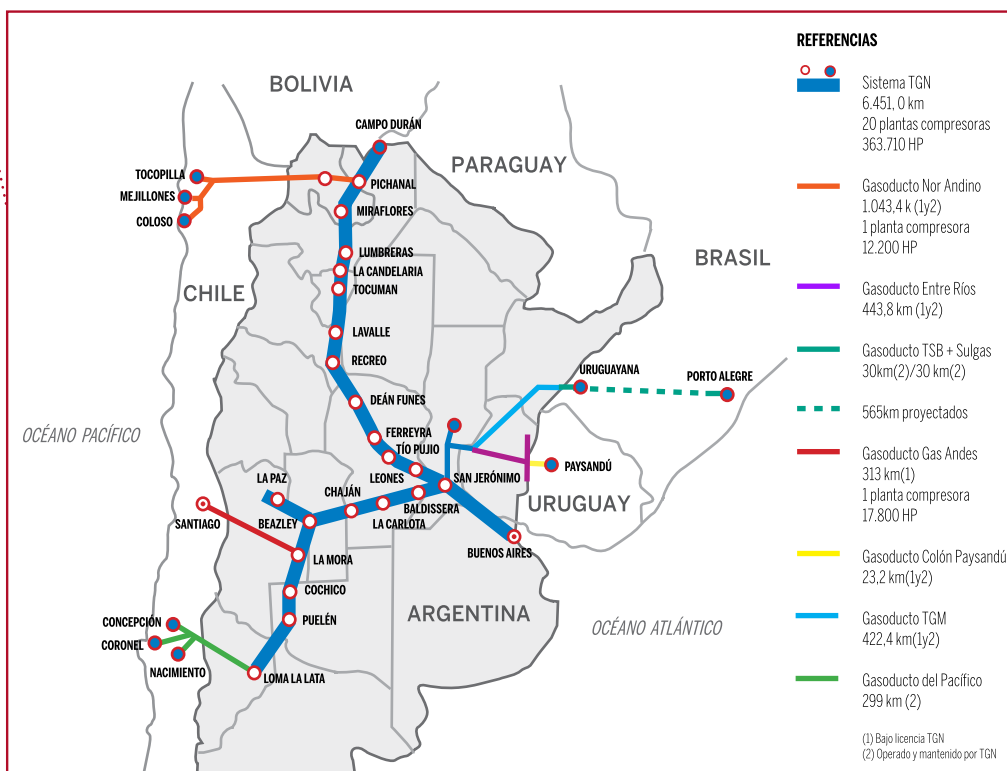 BOLIVIA
CAMPO DURÁN
PARAGUAY
TOCOPILLA
PICHANAL
MEJILLONES
MIRAFLORES
COLOSO
LUMBRERAS
BRASIL
LA CANDELARIA
CHILE
TOCUMAN
LAVALLE
RECREO
URUGUAYANA
PORTO ALEGRE
DEÁN FUNES
OCÉANO PACÍFICO
FERREYRA
TÍO PUJIO
LEONES
SAN JERÓNIMO
PAYSANDÚ
LA PAZ
CHAJÁN
URUGUAY
BALDISSERA
SANTIAGO
BEAZLEY
LA CARLOTA
BUENOS AIRES
LA MORA
COCHICO
ARGENTINA
CONCEPCIÓN
PUELÉN
OCÉANO ATLÁNTICO
CORONEL
NACIMIENTO
LOMA LA LATA
REFERENCIAS
Sistema TGN
6.451, 0 km
20 plantas compresoras
363.710 HP
Gasoducto Nor Andino
1.043,4 k (1y2)
1 planta compresora
12.200 HP
Gasoducto Entre Ríos
443,8 km (1y2)
Gasoducto TSB + Sulgas
30km(2)/30 km(2)
565km proyectados
Gasoducto Gas Andes
313 km(1)
1 planta compresora
17.800 HP
Gasoducto Colón Paysandú
23,2 km(1y2)
Gasoducto TGM
422,4 km(1y2)
Gasoducto del Pacífico
299 km (2)
(1) Bajo licencia TGN
(2) Operado y mantenido por TGN